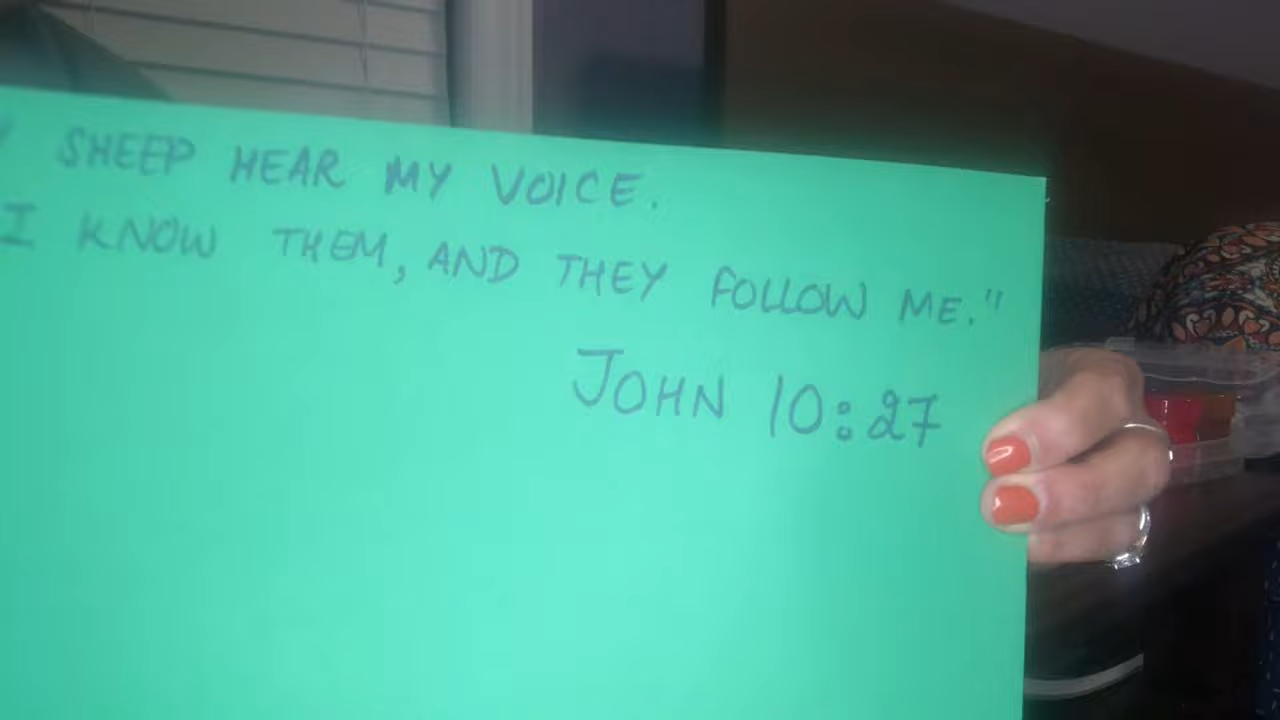 SHEEP HEAR MY VOICE.
I KNOW THEM, AND THEY FOLLOW ME."
JOHN 10:27